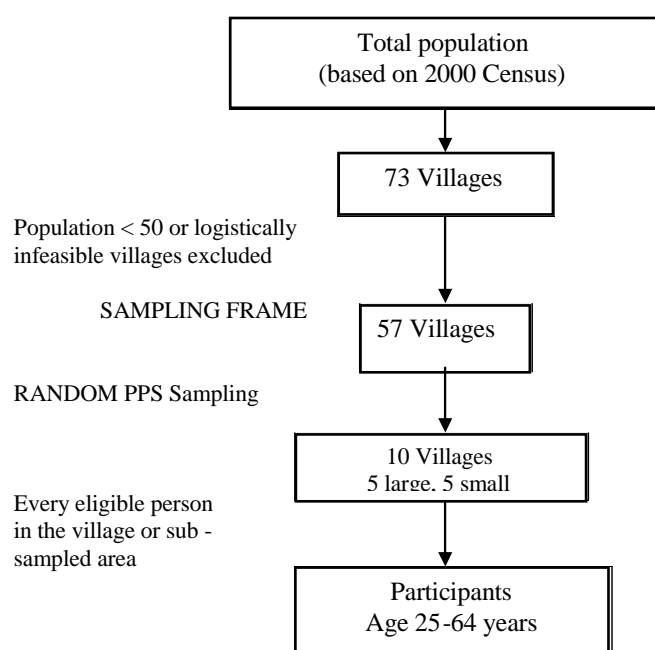 Total population
(based on 2000 Census)
73 Villages
Population < 50 or logistically
infeasible villages excluded
SAMPLING FRAME
57 Villages
RANDOM PPS Sampling
10 Villages
5 large, 5 small
Every eligible person
in the village or sub -
sampled area
Participants
Age 25-64 years